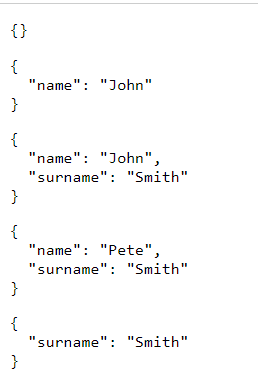 {}
{
"name": "John"
}
{
"name": "John",
"surname": "Smith"
}
{
"name": "Pete",
"surname": "Smith"
}
{
"surname": "Smith"
}